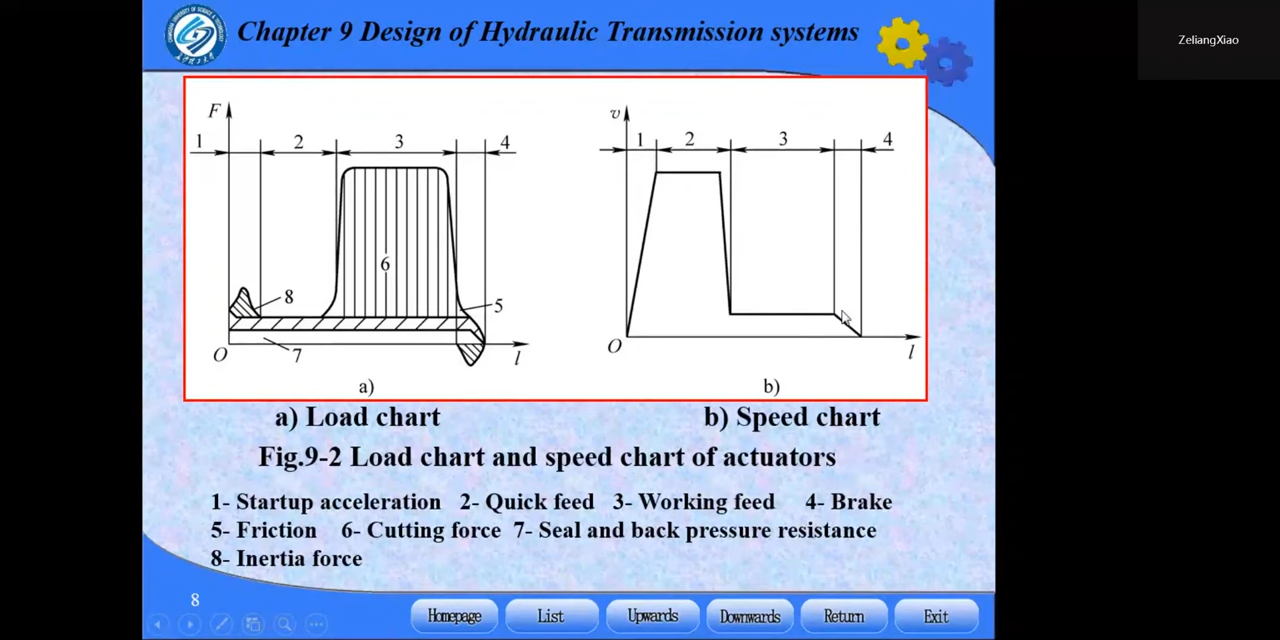 Chapter 9 Design of Hydraulic Transmission systems
ZeliangXiao
F
1
2
3
4
6
8
5
7
O
l
a)
v
1
2
3
4
O
l
b)
a) Load chart
b) Speed chart
Fig.9-2 Load chart and speed chart of actuators
1- Startup acceleration 2- Quick feed 3- Working feed 4- Brake
5- Friction 6- Cutting force 7- Seal and back pressure resistance
8- Inertia force
8
Homepage
List
Upwards
Downwards
Return
Exit